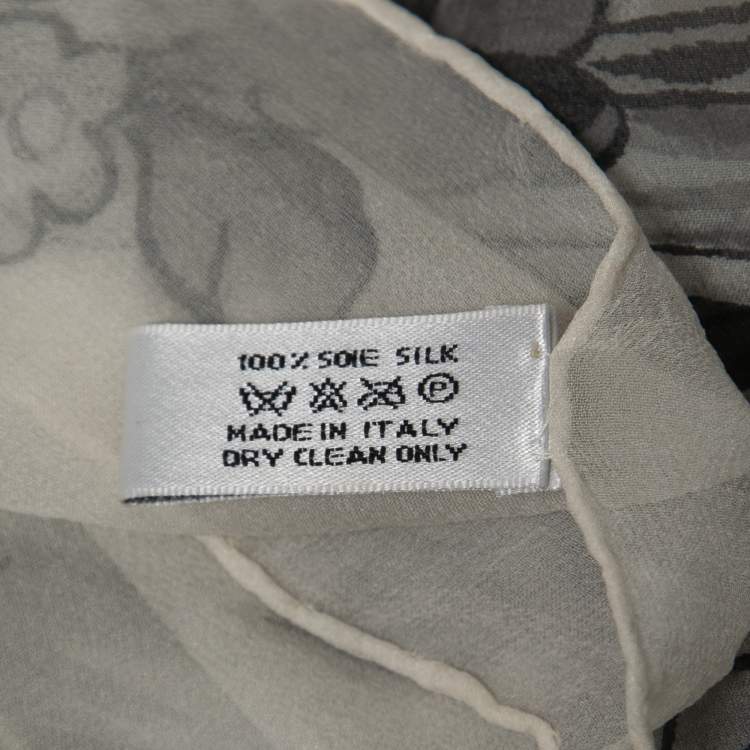 100% SOIE SILK
P
MADE IN ITALY
DRY CLEAN ONLY